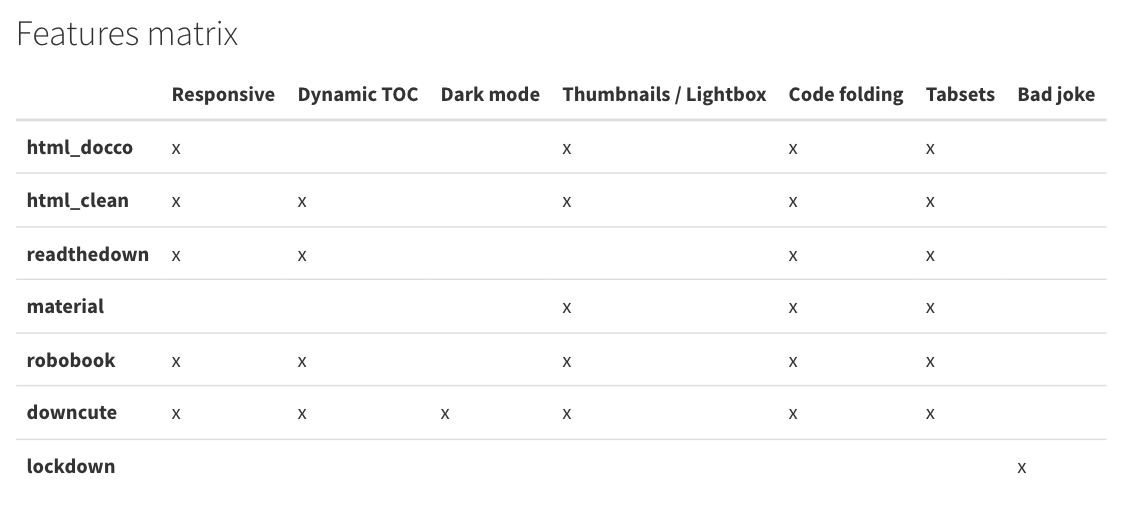 Features matrix
Responsive Dynamic TOC Dark mode Thumbnails / Lightbox Code folding Tabsets Bad joke
html_docco x x x x
html_clean x x x x x
readthedown x x x x
material x x x
robobook x x x x x
downcute x x x x x x
lockdown x